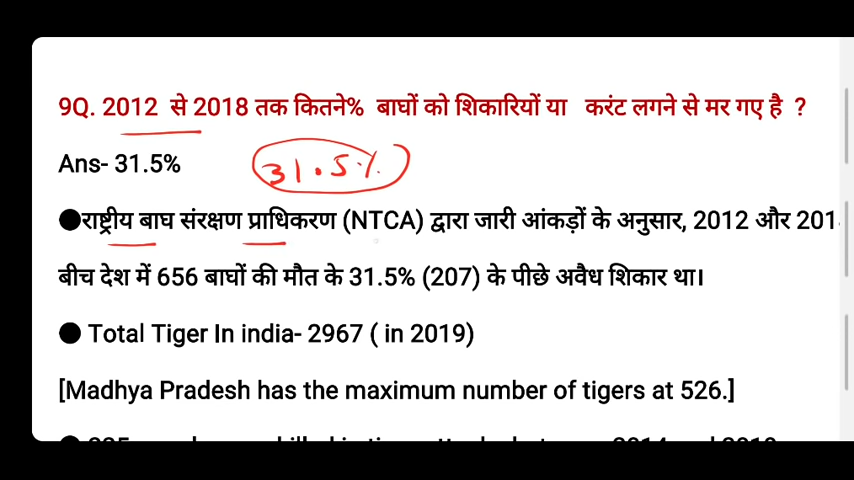 9Q. 2012 से 2018 तक कितने% बाघों को शिकारियों या करंट लगने से मर गए है ?
Ans- 31.5%
31.5%
●राष्ट्रीय बाघ संरक्षण प्राधिकरण (NTCA) द्वारा जारी आंकड़ों के अनुसार, 2012 और 201
बीच देश में 656 बाघों की मौत के 31.5% (207) के पीछे अवैध शिकार था।
● Total Tiger In india- 2967 ( in 2019)
[Madhya Pradesh has the maximum number of tigers at 526.]